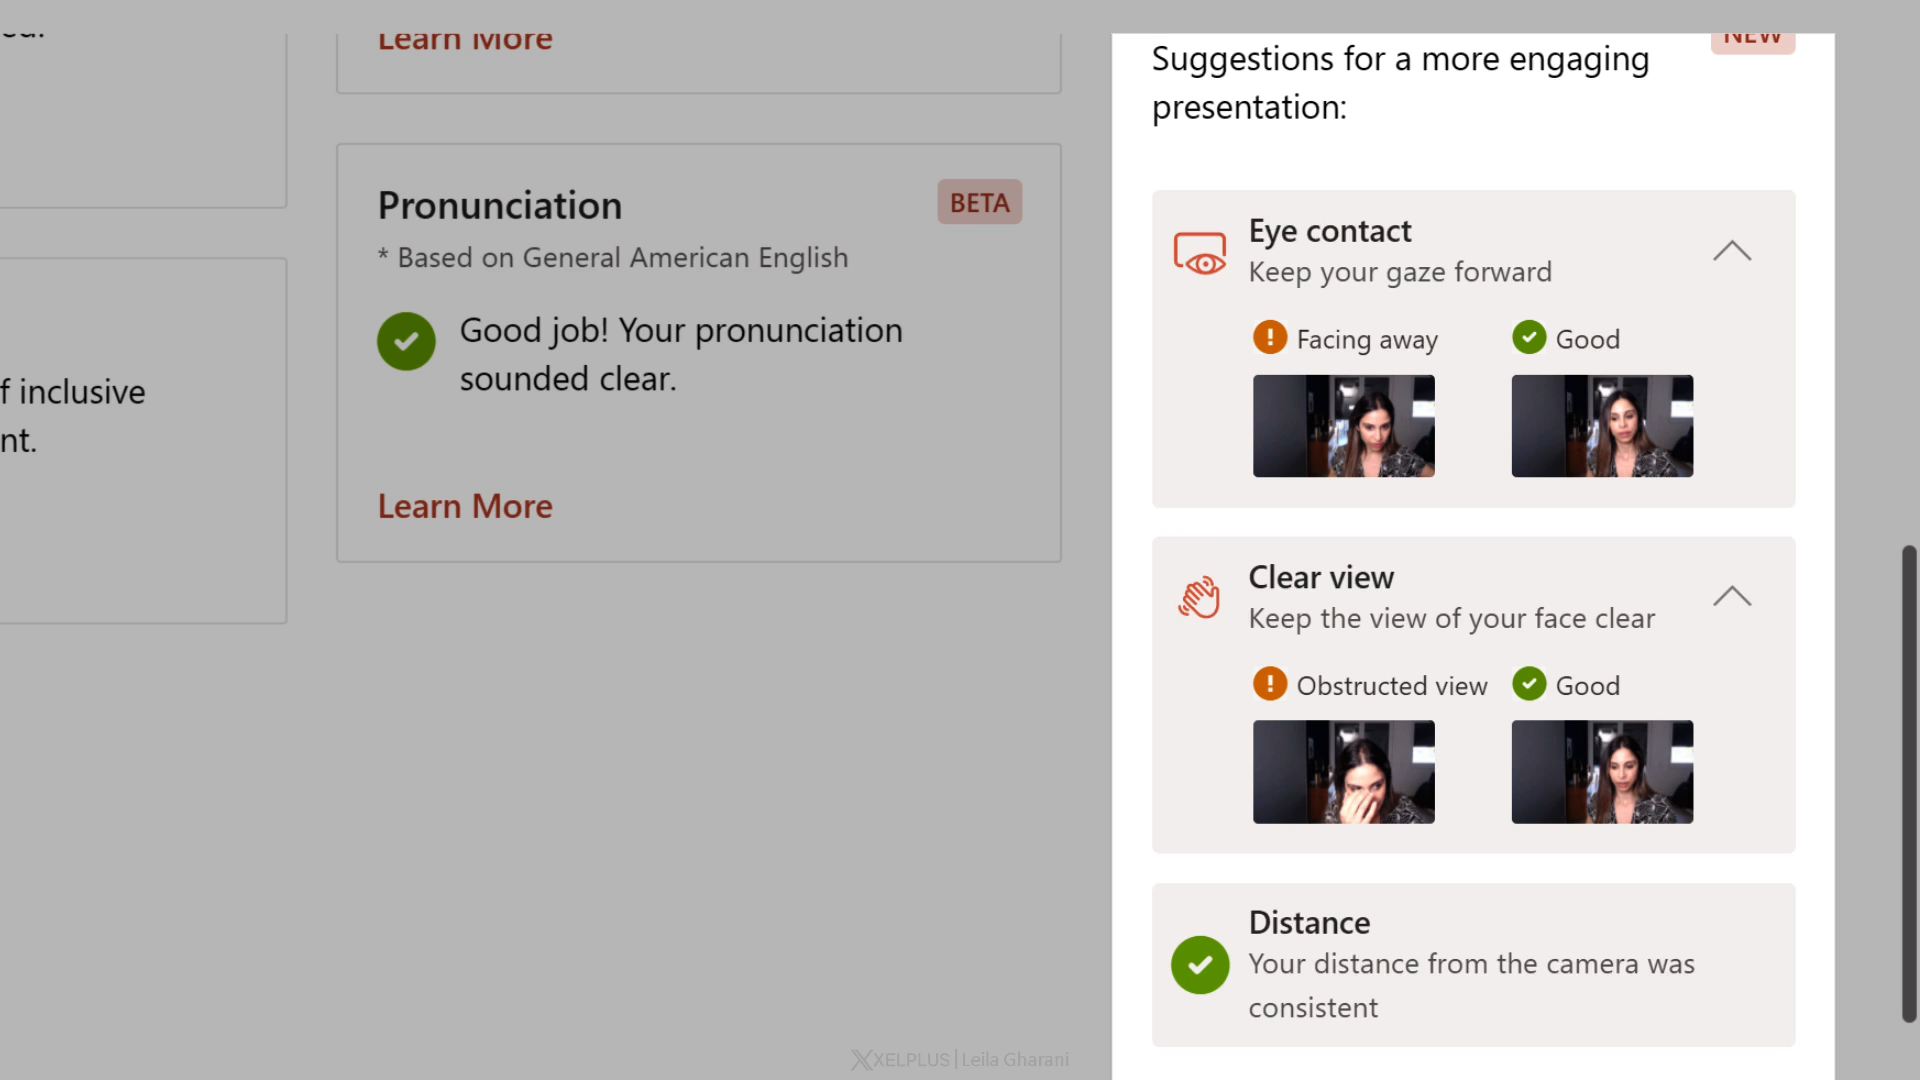 Learn More
f inclusive
nt.
Pronunciation
BETA
* Based on General American English
Good job! Your pronunciation
sounded clear.
Learn More
NEW
Suggestions for a more engaging
presentation:
Eye contact
Keep your gaze forward
Facing away
Good
Clear view
Keep the view of your face clear
Obstructed view
Good
Distance
Your distance from the camera was
consistent
XELPLUS | Leila Gharani